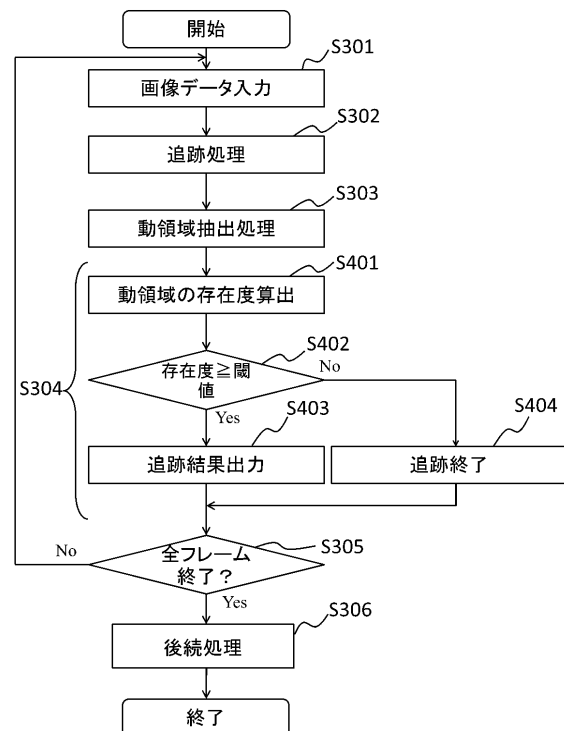 開始
S301
画像データ入力
S302
追跡処理
S303
動領域抽出処理
S401
動領域の存在度算出
S402
存在度≧閾
値
No
Yes
S304
S403
追跡結果出力
S404
追跡終了
S305
全フレーム
終了？
No
Yes
S306
後続処理
終了